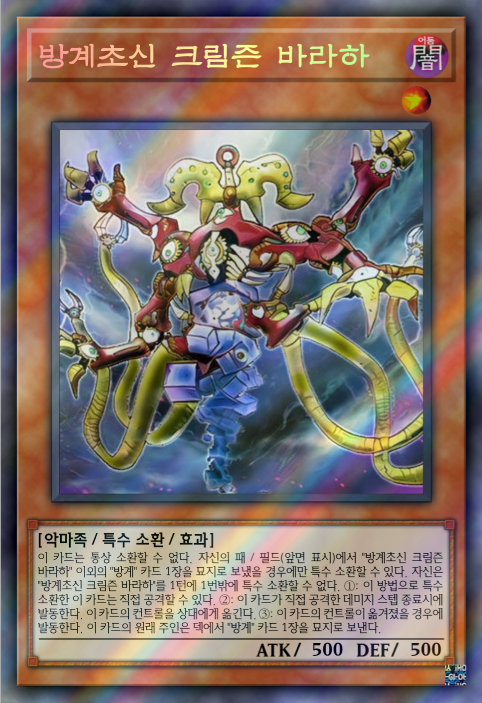 방계초신 크림즌 바라하
어둠
闇
[악마족 / 특수 소환 / 효과]
이 카드는 통상 소환할 수 없다. 자신의 패 / 필드(앞면 표시)에서 "방계초신 크림즌
바라하" 이외의 "방계" 카드 1장을 묘지로 보냈을 경우에만 특수 소환할 수 있다. 자신은
"방계초신 크림즌 바라하"를 1턴에 1번밖에 특수 소환할 수 없다. ①: 이 방법으로 특수
소환한 이 카드는 직접 공격할 수 있다. ②: 이 카드가 직접 공격한 데미지 스텝 종료시에
발동한다. 이 카드의 컨트롤을 상대에게 옮긴다. ③: 이 카드의 컨트롤이 옮겨졌을 경우에
발동한다. 이 카드의 원래 주인은 덱에서 "방계" 카드 1장을 묘지로 보낸다.
ATK/ 500 DEF/ 500